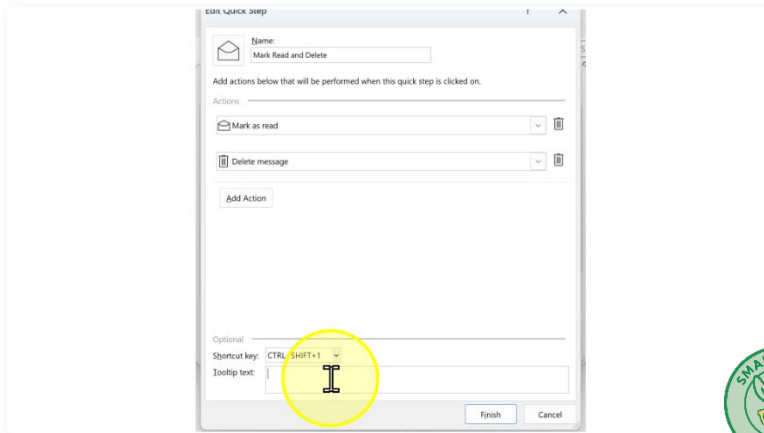 Edit Quick Step
?
Name:
Mark Read and Delete
Add actions below that will be performed when this quick step is clicked on.
Actions
Mark as read
Delete message
Add Action
Optional
Shortcut key: CTRL+SHIFT+1
Tooltip text:
Finish Cancel